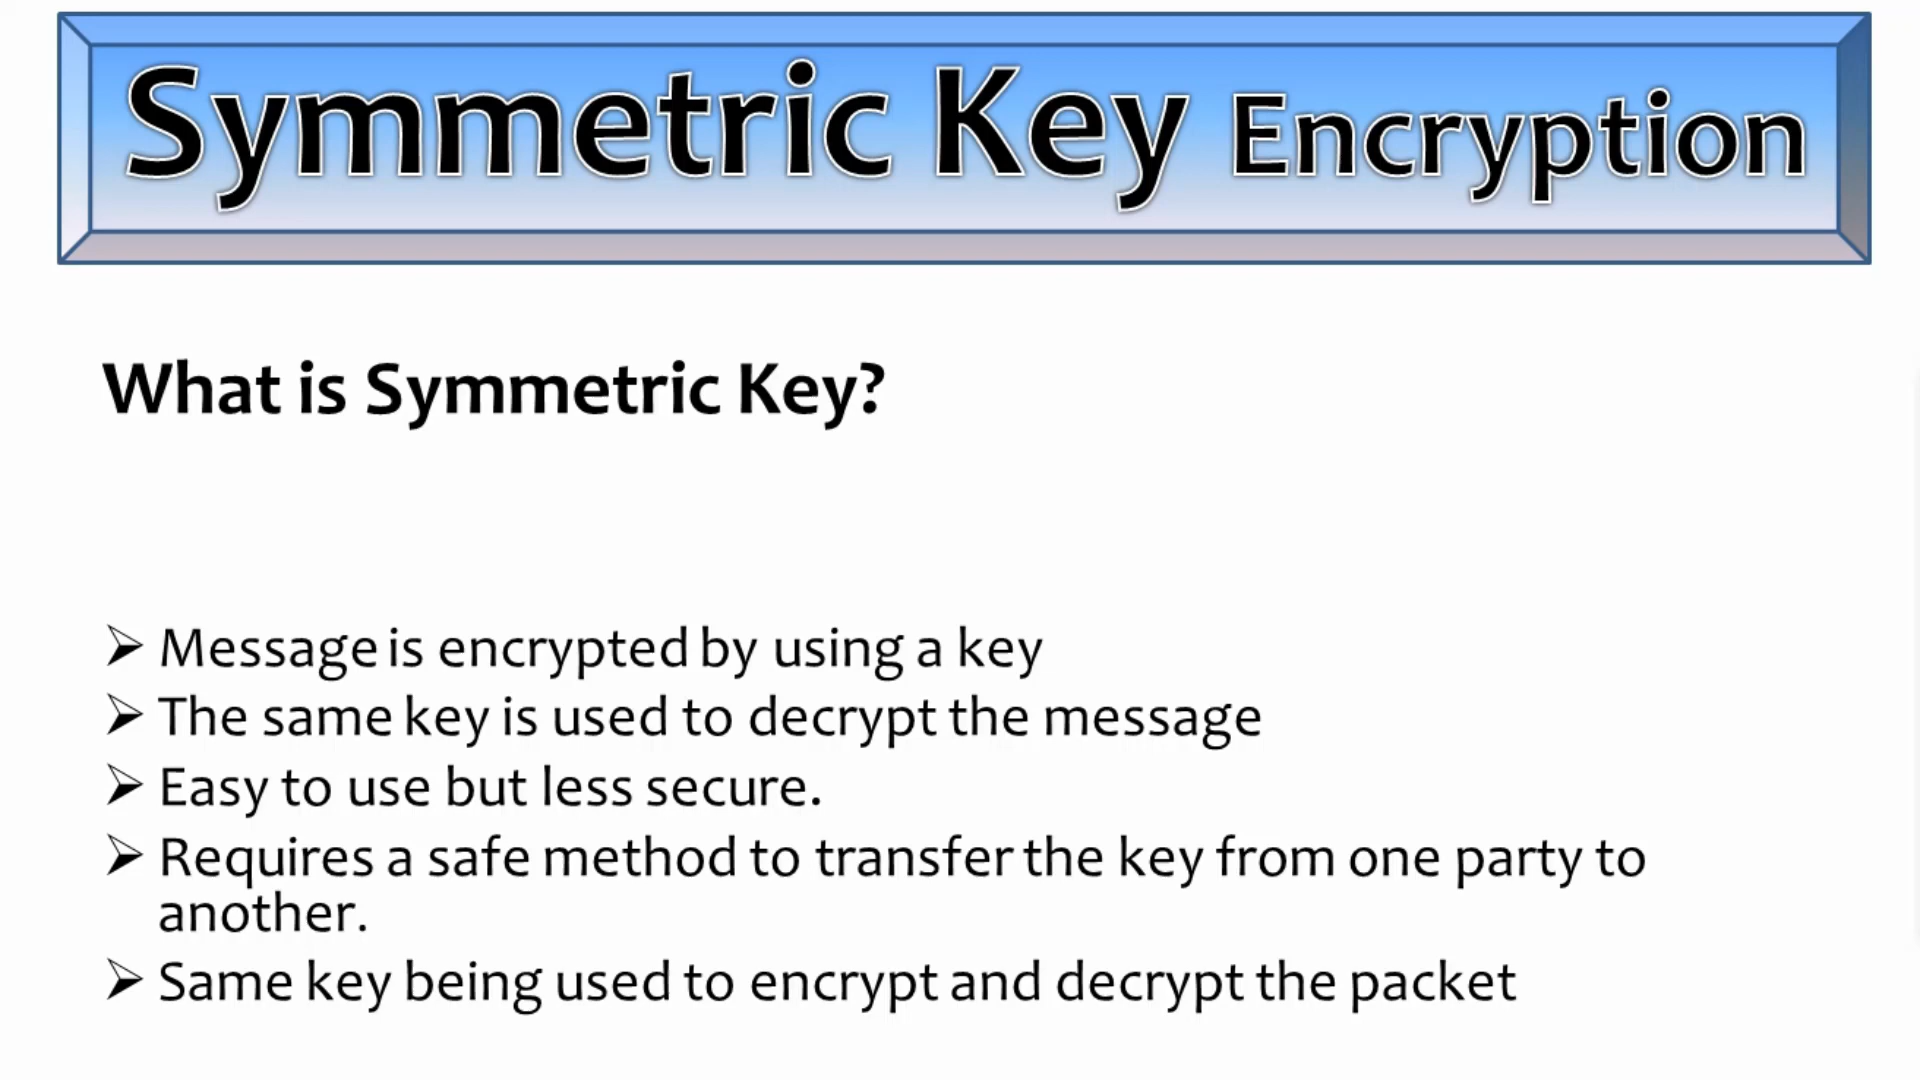 Symmetric Key Encryption
What is Symmetric Key?
➢ Message is encrypted by using a key
➢ The same key is used to decrypt the message
➢ Easy to use but less secure.
➢ Requires a safe method to transfer the key from one party to
another.
➢ Same key being used to encrypt and decrypt the packet